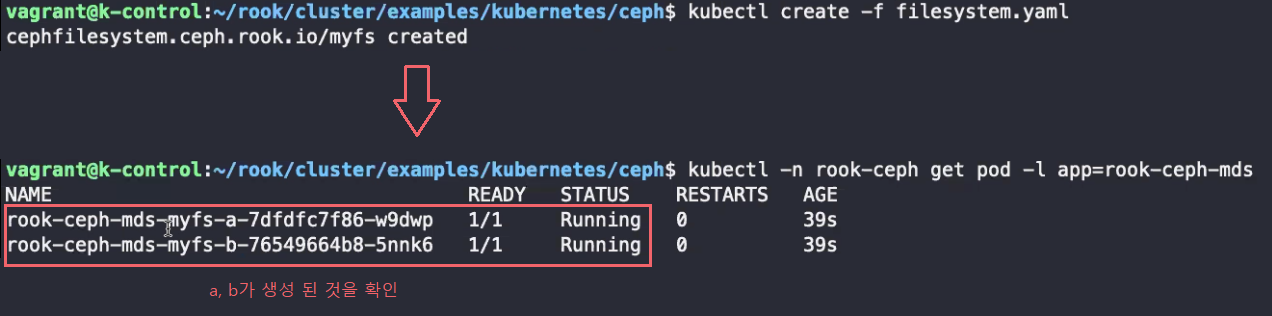 vagrant@k-control:~/rook/cluster/examples/kubernetes/ceph$ kubectl create -f filesystem.yaml
cephfilesystem.ceph.rook.io/myfs created
vagrant@k-control:~/rook/cluster/examples/kubernetes/ceph$ kubectl -n rook-ceph get pod -l app=rook-ceph-mds
NAME READY STATUS RESTARTS AGE
rook-ceph-mds-myfs-a-7dfdfc7f86-w9dwp 1/1 Running 0 39s
rook-ceph-mds-myfs-b-76549664b8-5nnk6 1/1 Running 0 39s
a, b가 생성 된 것을 확인